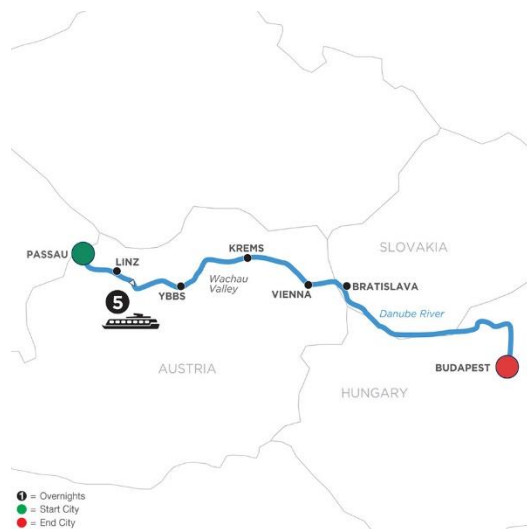 SLOVAKIA
KREMS
PASSAU
LINZ
Wachau
Valley
5
YBBS
VIENNA
BRATISLAVA
Danube River
AUSTRIA
BUDAPEST
HUNGARY
1 = Overnights
= Start City
= End City